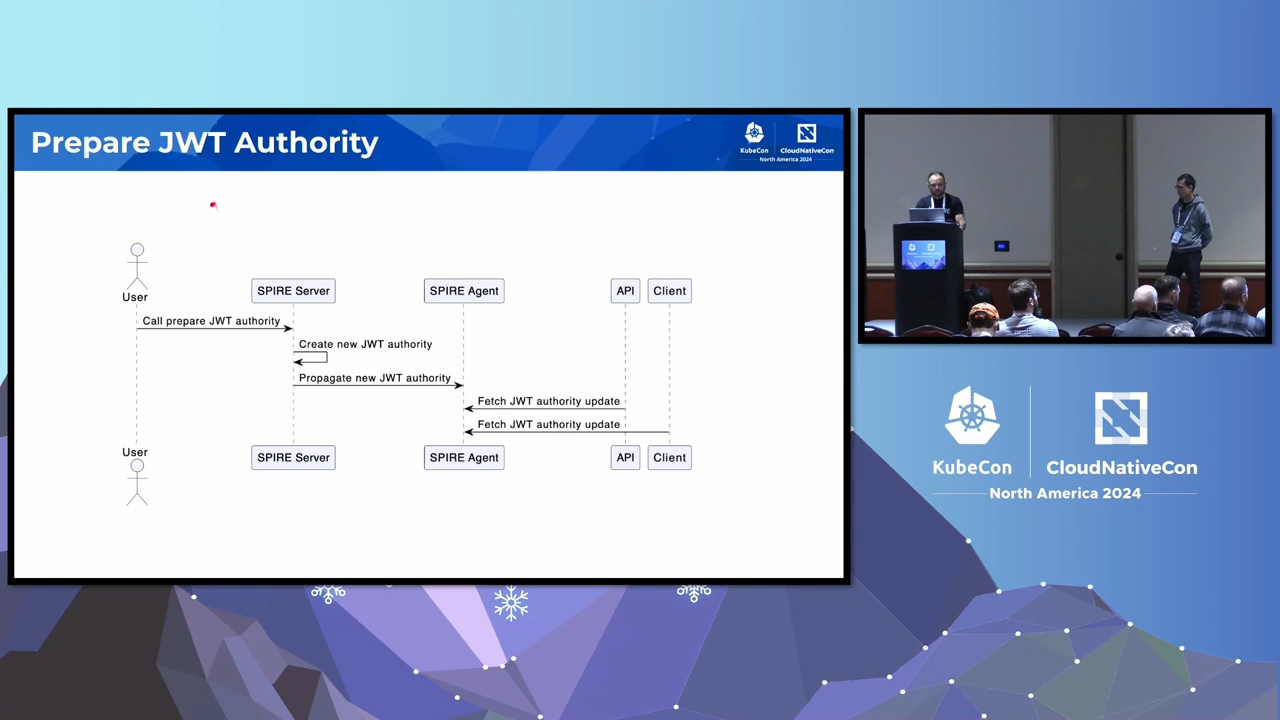 Prepare JWT Authority
KubeCon
CloudNativeCon
North America 2024
User
SPIRE Server
SPIRE Agent
API
Client
Call prepare JWT authority
Create new JWT authority
Propagate new JWT authority
Fetch JWT authority update
Fetch JWT authority update
User
SPIRE Server
SPIRE Agent
API
Client
KubeCon
CloudNativeCon
North America 2024